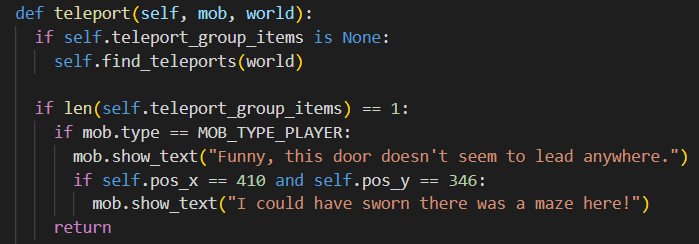 def teleport(self, mob, world):
if self.teleport_group_items is None:
self.find_teleports(world)
if len(self.teleport_group_items) == 1:
if mob.type == MOB_TYPE_PLAYER:
mob.show_text("Funny, this door doesn't seem to lead anywhere.")
if self.pos_x == 410 and self.pos_y == 346:
mob.show_text("I could have sworn there was a maze here!")
return